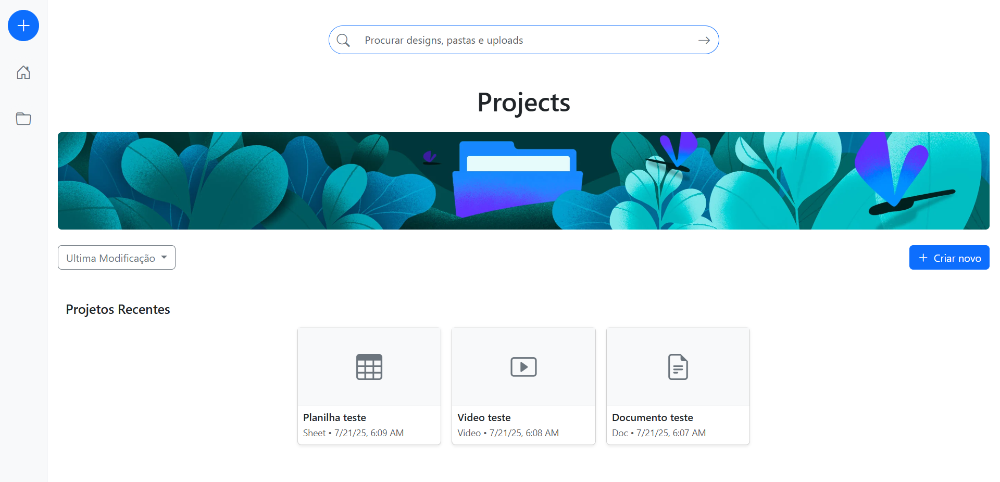 Procurar designs, pastas e uploads
Projects
Ultima Modificação
Criar novo
Projetos Recentes
Planilha teste
Sheet • 7/21/25, 6:09 AM
Video teste
Video • 7/21/25, 6:08 AM
Documento teste
Doc • 7/21/25, 6:07 AM